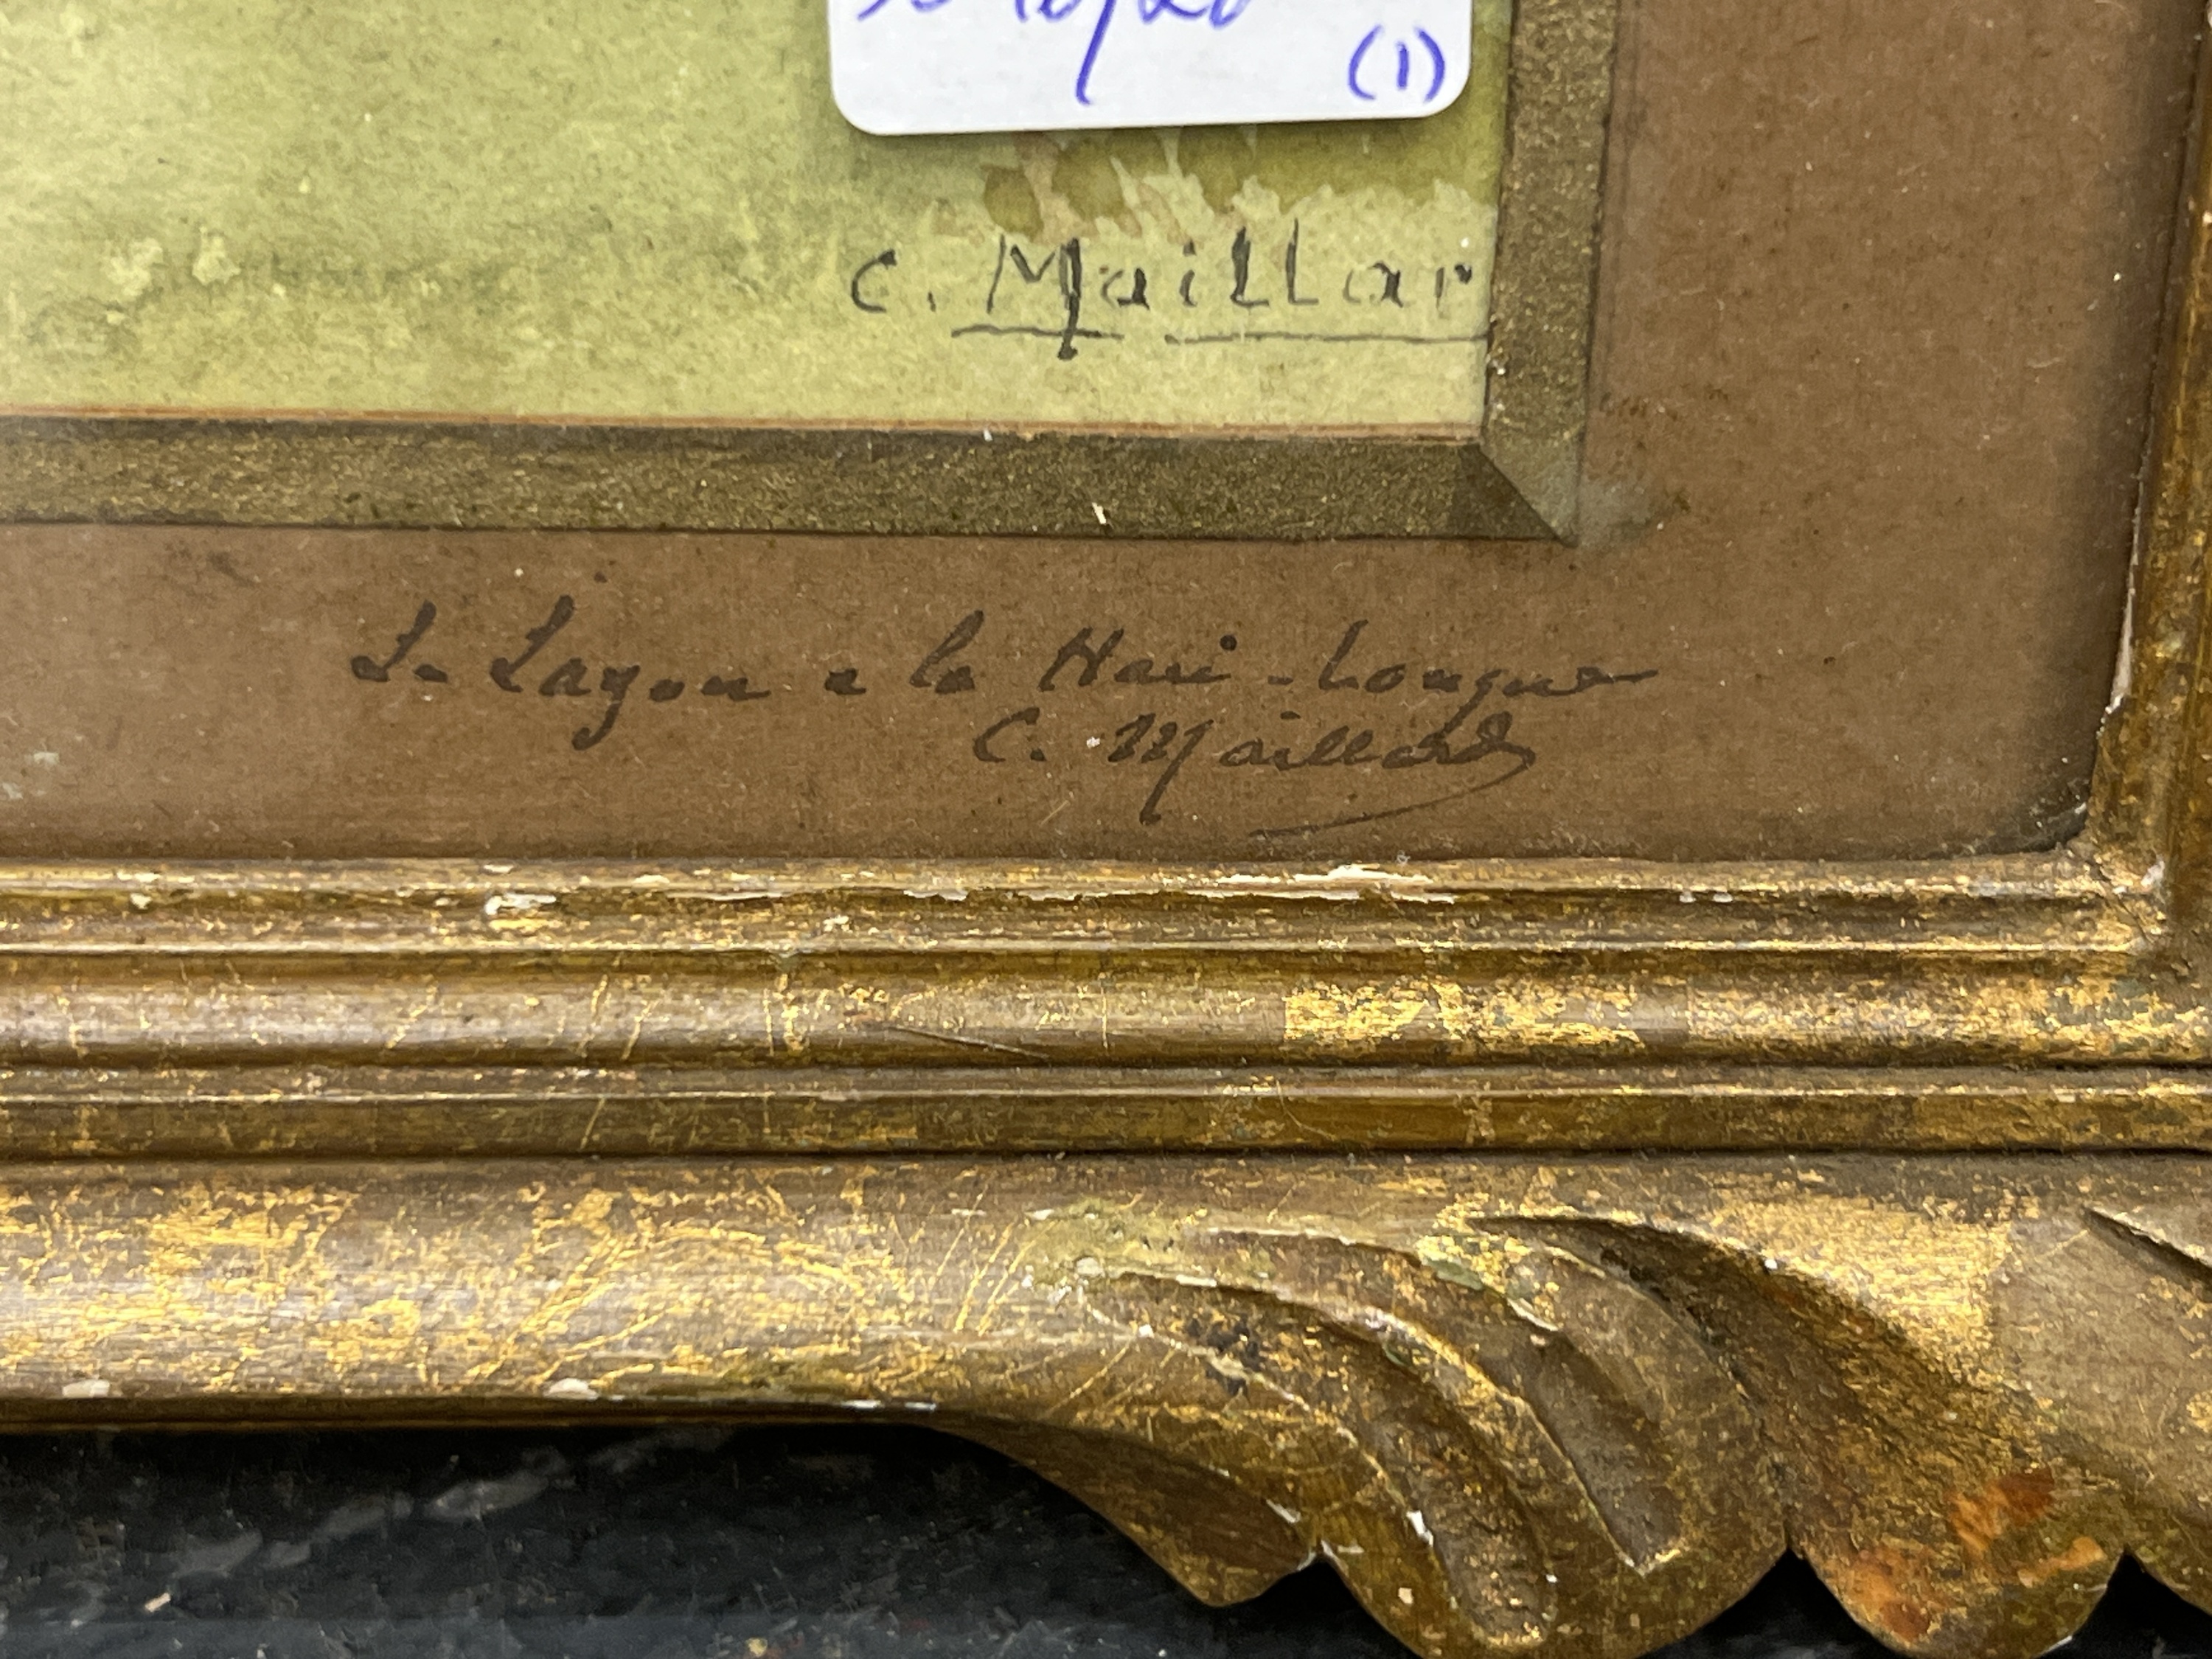 (1)
C. Maillar
Le Layon a la Haie-Longue
C. Maillard